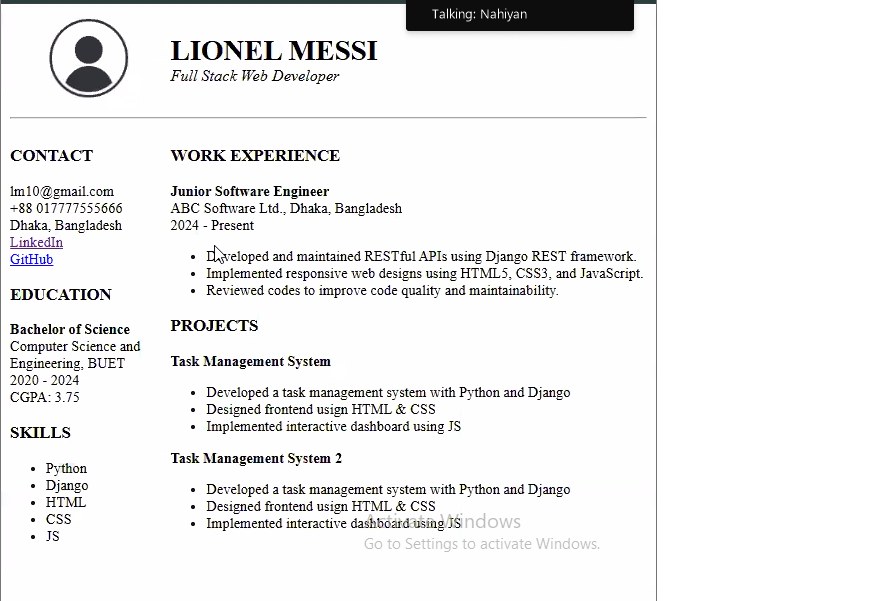 Talking: Nahiyan
LIONEL MESSI
Full Stack Web Developer
CONTACT
lm10@gmail.com
+88 017777555666
Dhaka, Bangladesh
LinkedIn
GitHub
EDUCATION
Bachelor of Science
Computer Science and
Engineering, BUET
2020 - 2024
CGPA: 3.75
SKILLS
Python
Django
HTML
CSS
JS
WORK EXPERIENCE
Junior Software Engineer
ABC Software Ltd., Dhaka, Bangladesh
2024 - Present
Developed and maintained RESTful APIs using Django REST framework.
Implemented responsive web designs using HTML5, CSS3, and JavaScript.
Reviewed codes to improve code quality and maintainability.
PROJECTS
Task Management System
Developed a task management system with Python and Django
Designed frontend usign HTML & CSS
Implemented interactive dashboard using JS
Task Management System 2
Developed a task management system with Python and Django
Designed frontend usign HTML & CSS
Implemented interactive dashboard using JS
Activate Windows
Go to Settings to activate Windows.